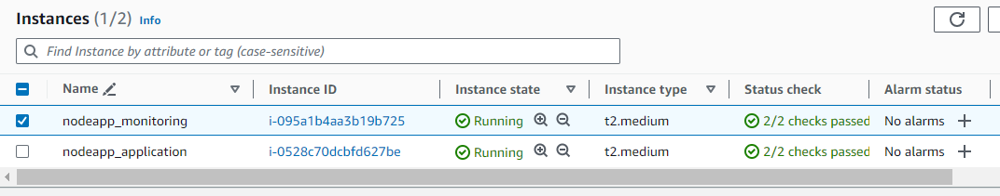 Instances (1/2) Info
Find Instance by attribute or tag (case-sensitive)
Name Instance ID Instance state Instance type Status check Alarm status
nodeapp_monitoring i-095a1b4aa3b19b725 Running t2.medium 2/2 checks passed No alarms
nodeapp_application i-0528c70dcbfd627be Running t2.medium 2/2 checks passed No alarms